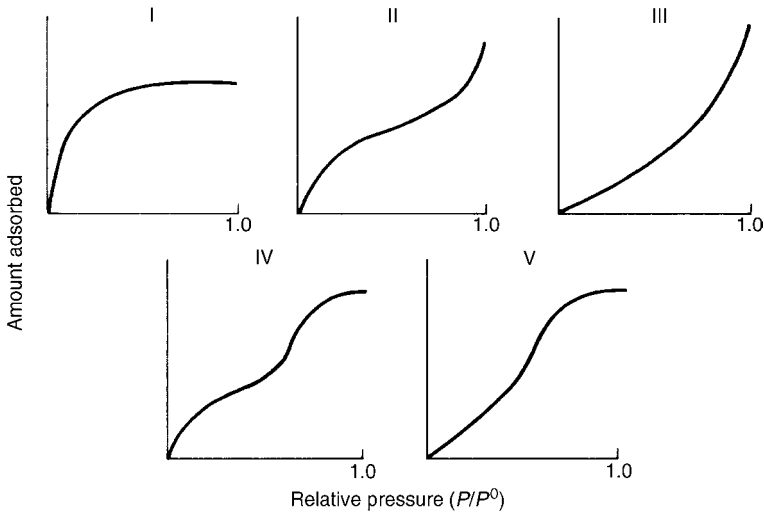 I
II
III
1.0
1.0
1.0
IV
V
Amount adsorbed
1.0
1.0
Relative pressure (P/P⁰)